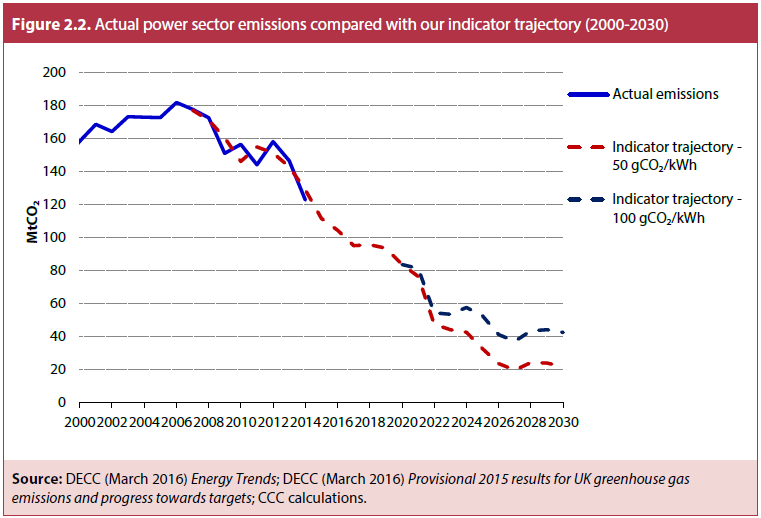 Figure 2.2. Actual power sector emissions compared with our indicator trajectory (2000-2030)
200
180
160
140
120
100
80
60
40
20
0
MtCO₂
2000 2002 2004 2006 2008 2010 2012 2014 2016 2018 2020 2022 2024 2026 2028 2030
Actual emissions
Indicator trajectory -
50 gCO₂/kWh
Indicator trajectory -
100 gCO₂/kWh
Source: DECC (March 2016) Energy Trends; DECC (March 2016) Provisional 2015 results for UK greenhouse gas
emissions and progress towards targets; CCC calculations.